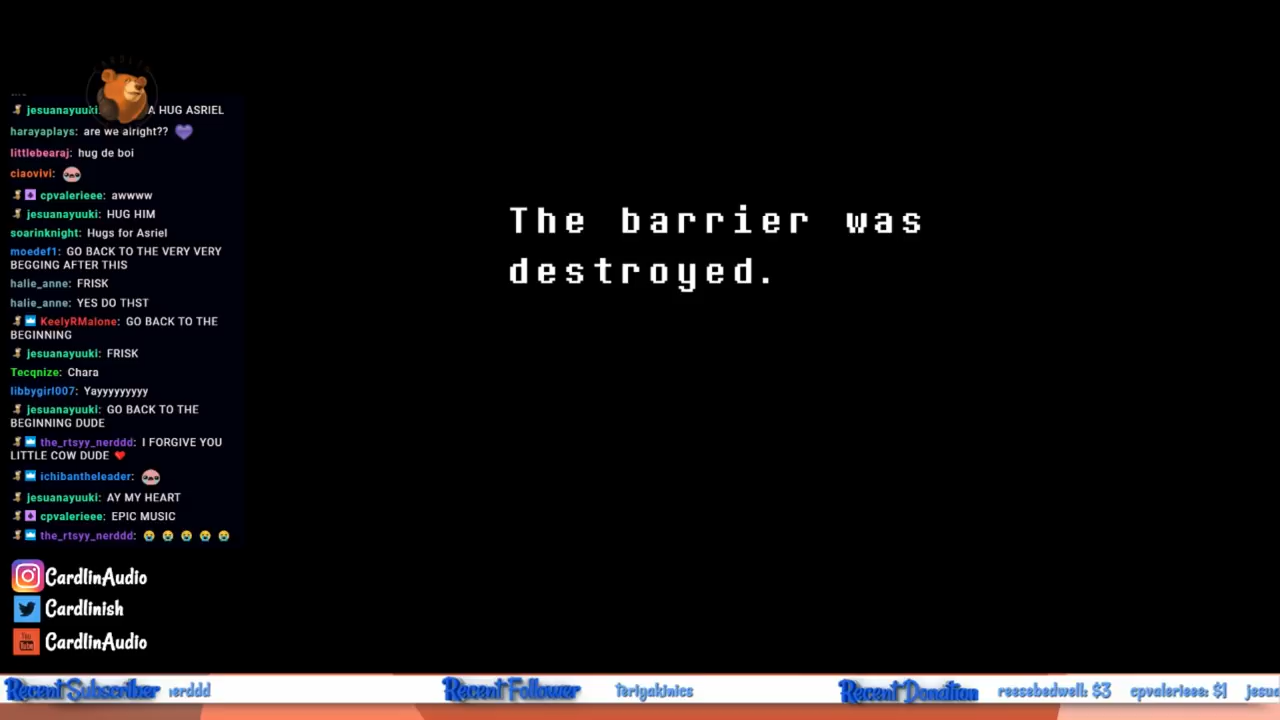 jesuanayuuki: A HUG ASRIEL
harayaplays: are we alright??
littlebearaj: hug de boi
ciaovivi:
cpvalerieee: awwww
jesuanayuuki: HUG HIM
soarinknight: Hugs for Asriel
moedef1: GO BACK TO THE VERY VERY
BEGGING AFTER THIS
halie_anne: FRISK
halie_anne: YES DO THST
KeelyRMalone: GO BACK TO THE
BEGINNING
jesuanayuuki: FRISK
Tecqnize: Chara
libbygirl007: Yayyyyyyyyy
jesuanayuuki: GO BACK TO THE
BEGINNING DUDE
the_rtsyy_nerddd: I FORGIVE YOU
LITTLE COW DUDE
ichibantheleader:
jesuanayuuki: AY MY HEART
cpvalerieee: EPIC MUSIC
the_rtsyy_nerddd:
The barrier was
destroyed.
CardlinAudio
Cardlinish
CardlinAudio
Recent Subscriber nerddd Recent Follower Teriyakinics Recent Donation reesebedwell: $3 cpvalerieee: $1 jesua